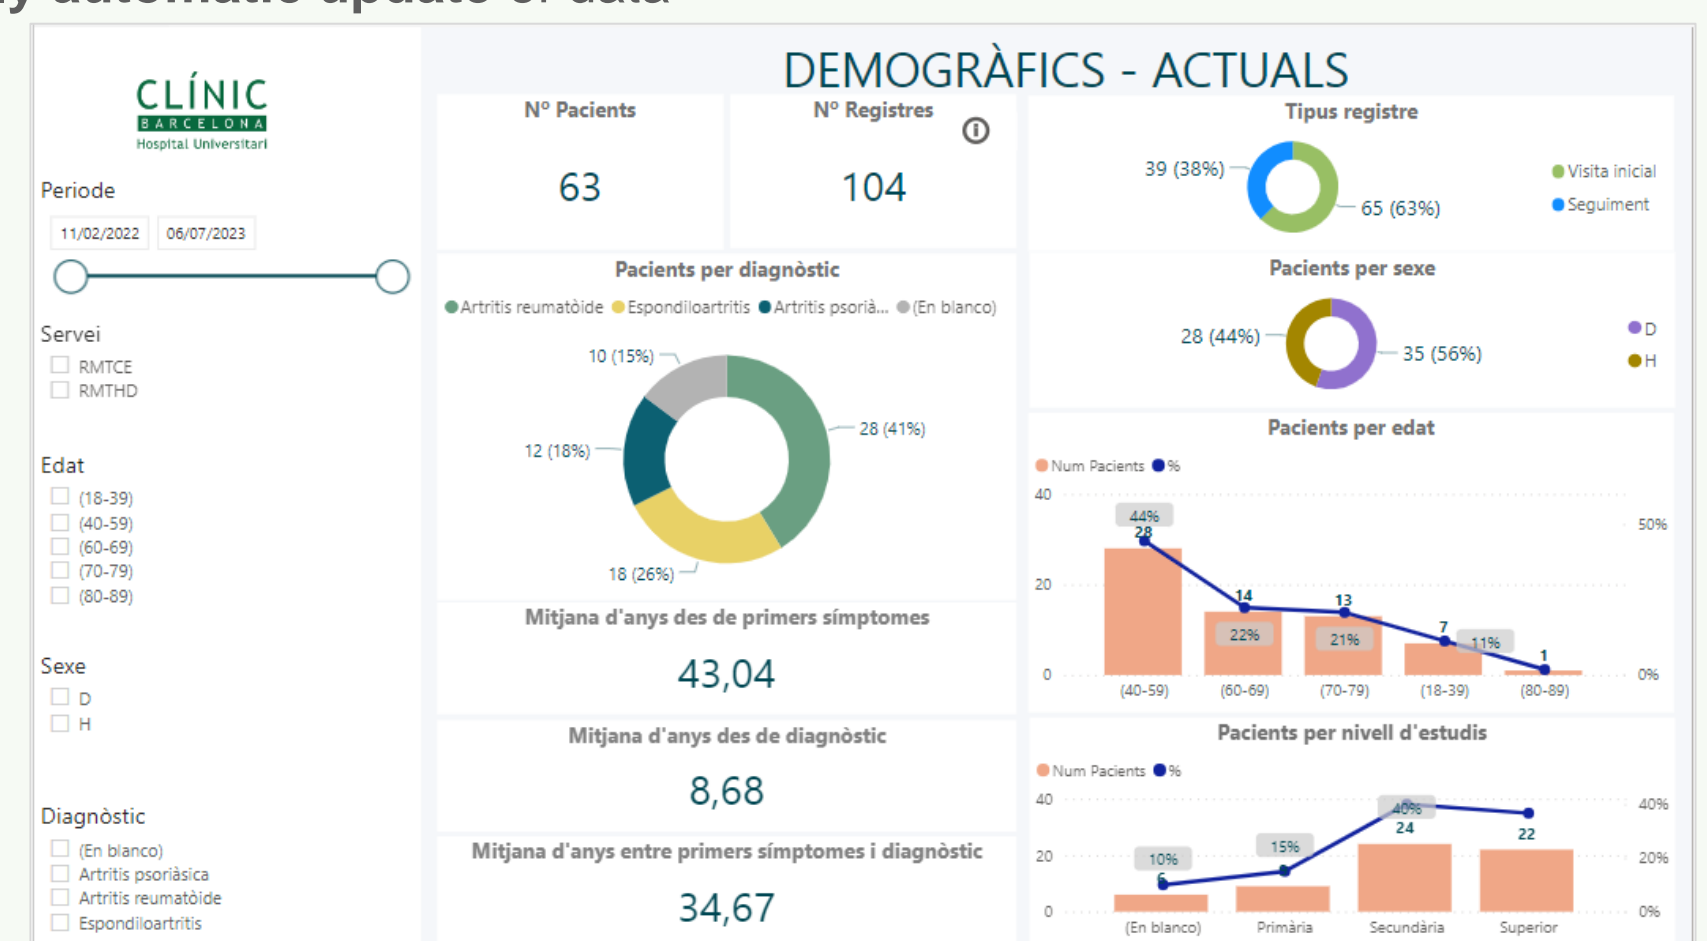 automatic update of data
CLÍNIC
BARCELONA
Hospital Universitari
Periode
11/02/2022 06/07/2023
Servei
RMTCE
RMTHD
Edat
(18-39)
(40-59)
(60-69)
(70-79)
(80-89)
Sexe
D
H
Diagnòstic
(En blanco)
Artritis psoriàsica
Artritis reumatòide
Espondiloartritis
DEMOGRÀFICS - ACTUALS
Nº Pacients
63
Nº Registres
104
Pacients per diagnòstic
Artritis reumatòide Espondiloartritis Artritis psorià... (En blanco)
10 (15%)
28 (41%)
12 (18%)
18 (26%)
Mitjana d'anys des de primers símptomes
43,04
Mitjana d'anys des de diagnòstic
8,68
Mitjana d'anys entre primers símptomes i diagnòstic
34,67
Tipus registre
39 (38%)
65 (63%)
Visita inicial
Seguiment
Pacients per sexe
28 (44%)
35 (56%)
D
H
Pacients per edat
Num Pacients %
40
20
0
50%
0%
44%
28
14
22%
13
21%
7
11%
1
(40-59) (60-69) (70-79) (18-39) (80-89)
Pacients per nivell d'estudis
Num Pacients %
40
20
0
40%
20%
0%
10%
6
15%
40%
24
22
(En blanco) Primària Secundària Superior